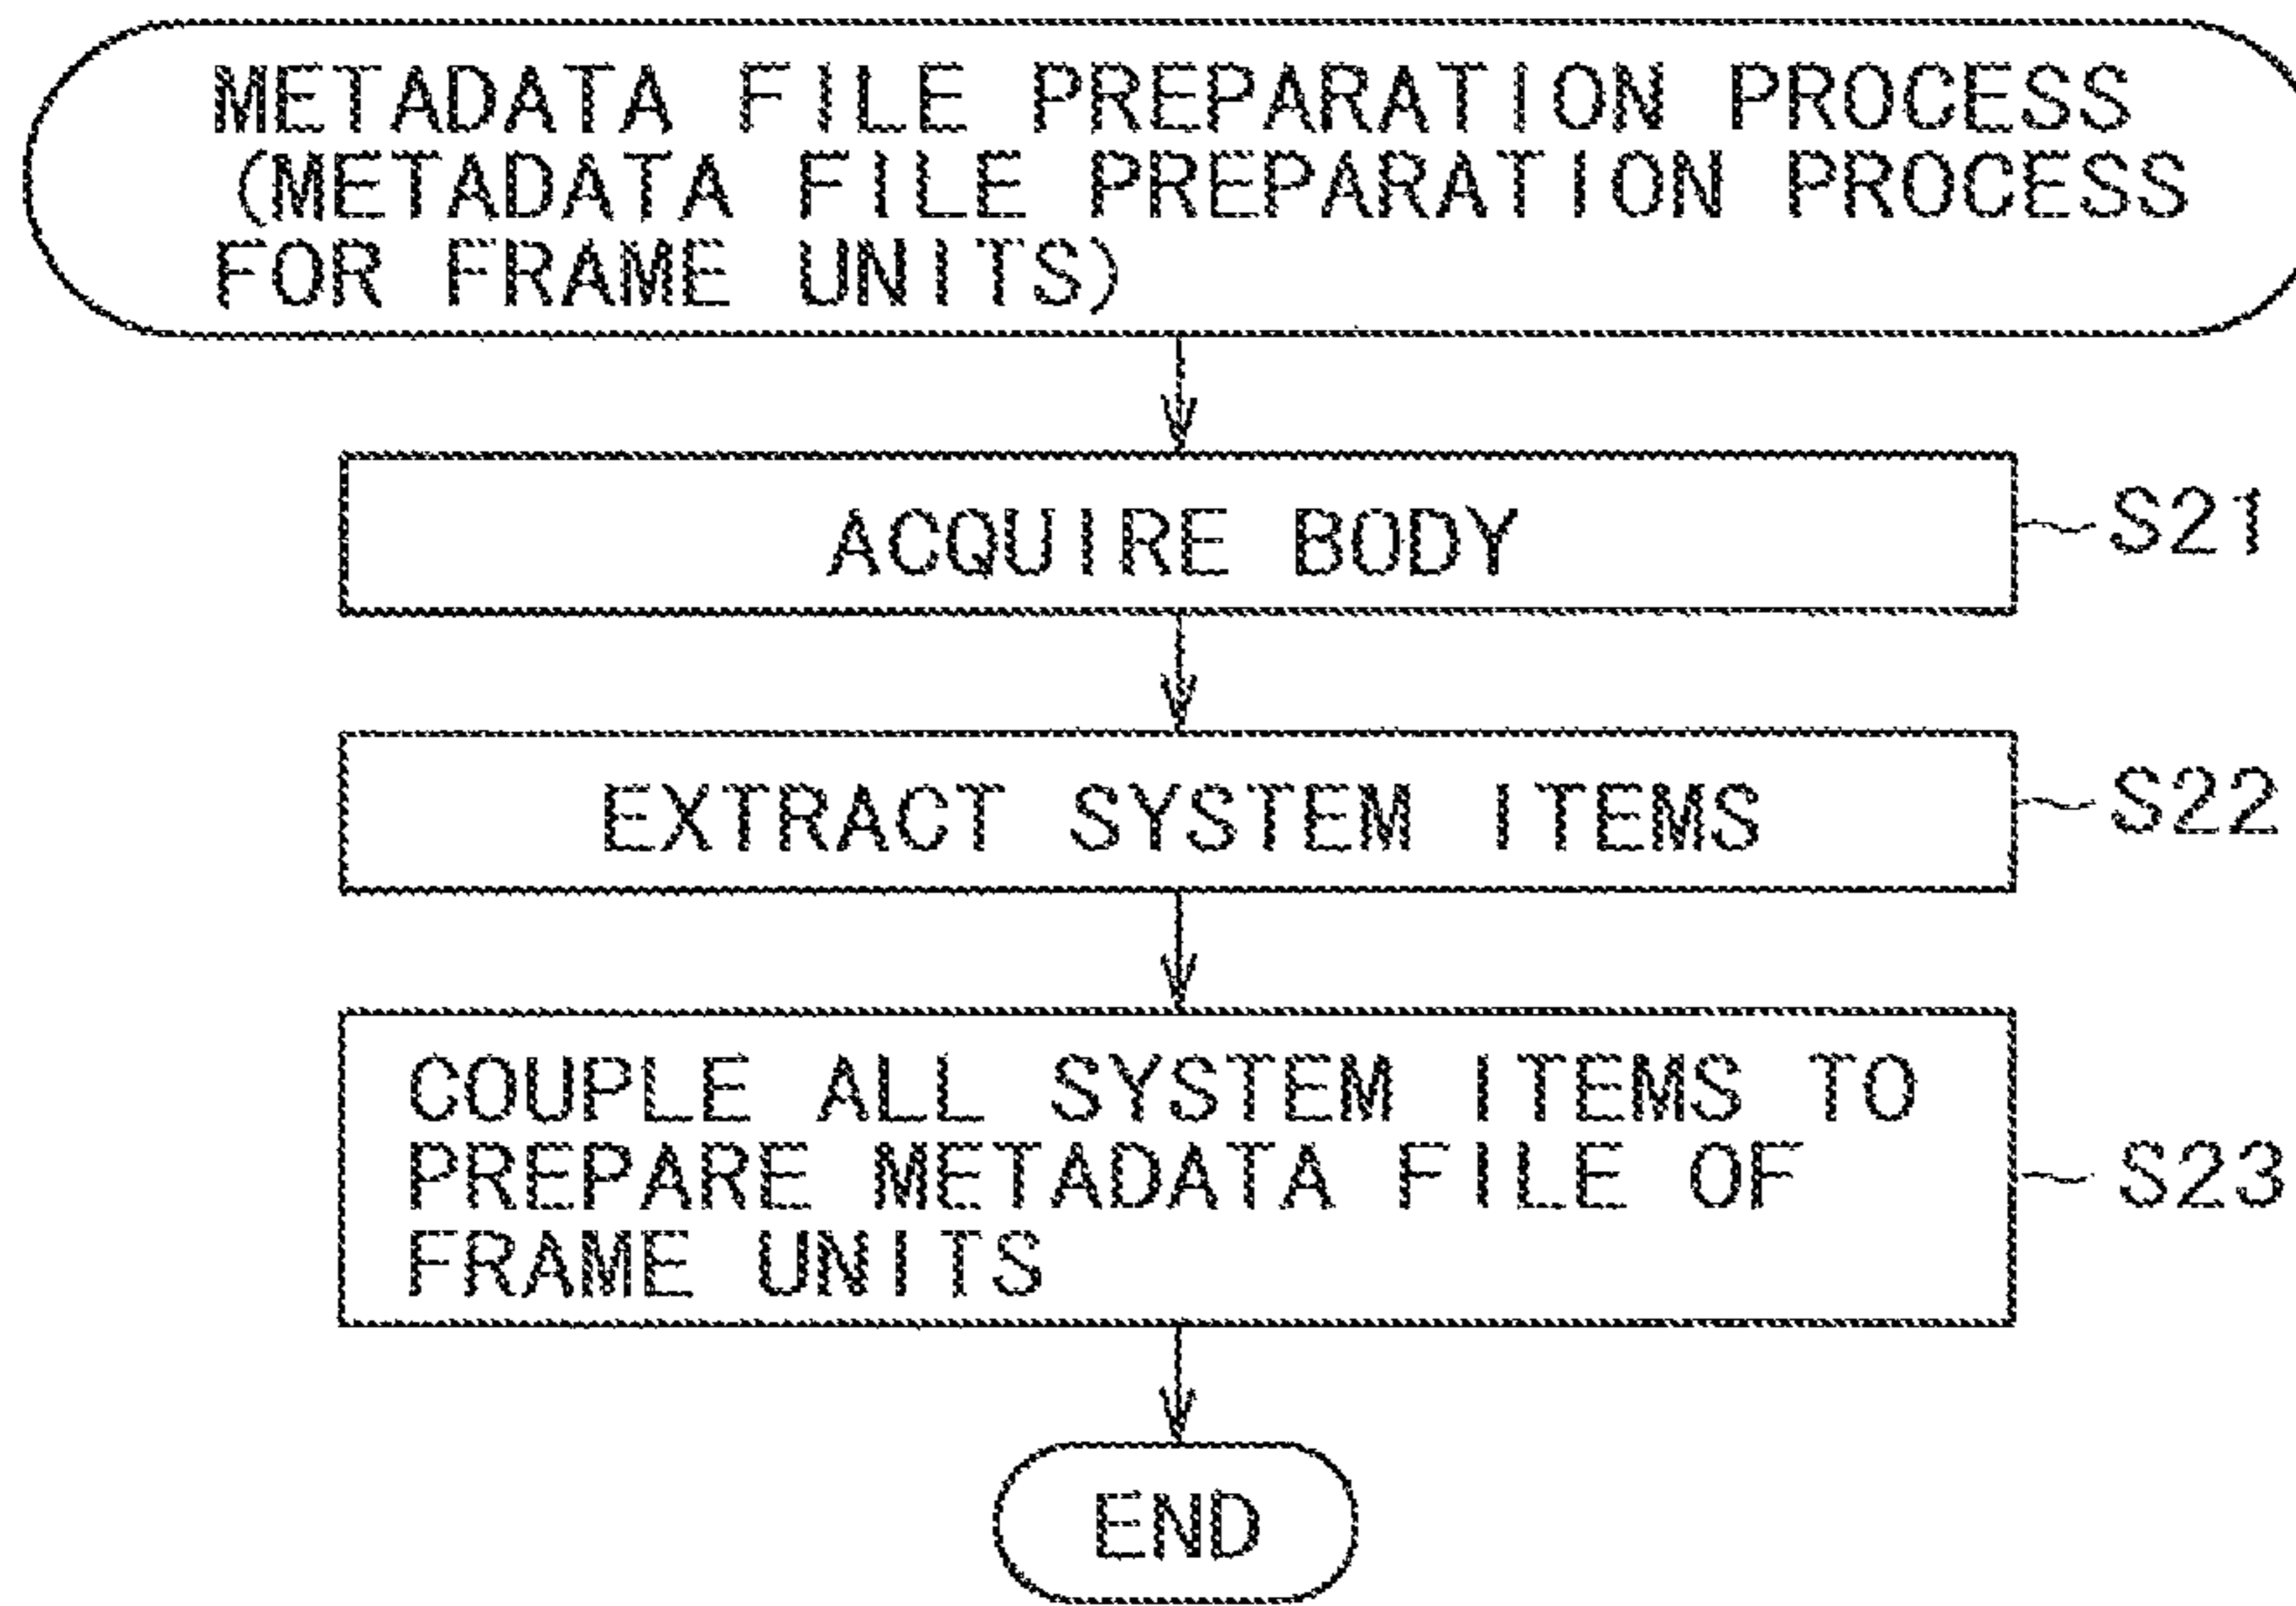 METADATA FILE PREPARATION PROCESS
(METADATA FILE PREPARATION PROCESS
FOR FRAME UNITS)
ACQUIRE BODY
S21
EXTRACT SYSTEM ITEMS
S22
COUPLE ALL SYSTEM ITEMS TO
PREPARE METADATA FILE OF
FRAME UNITS
S23
END